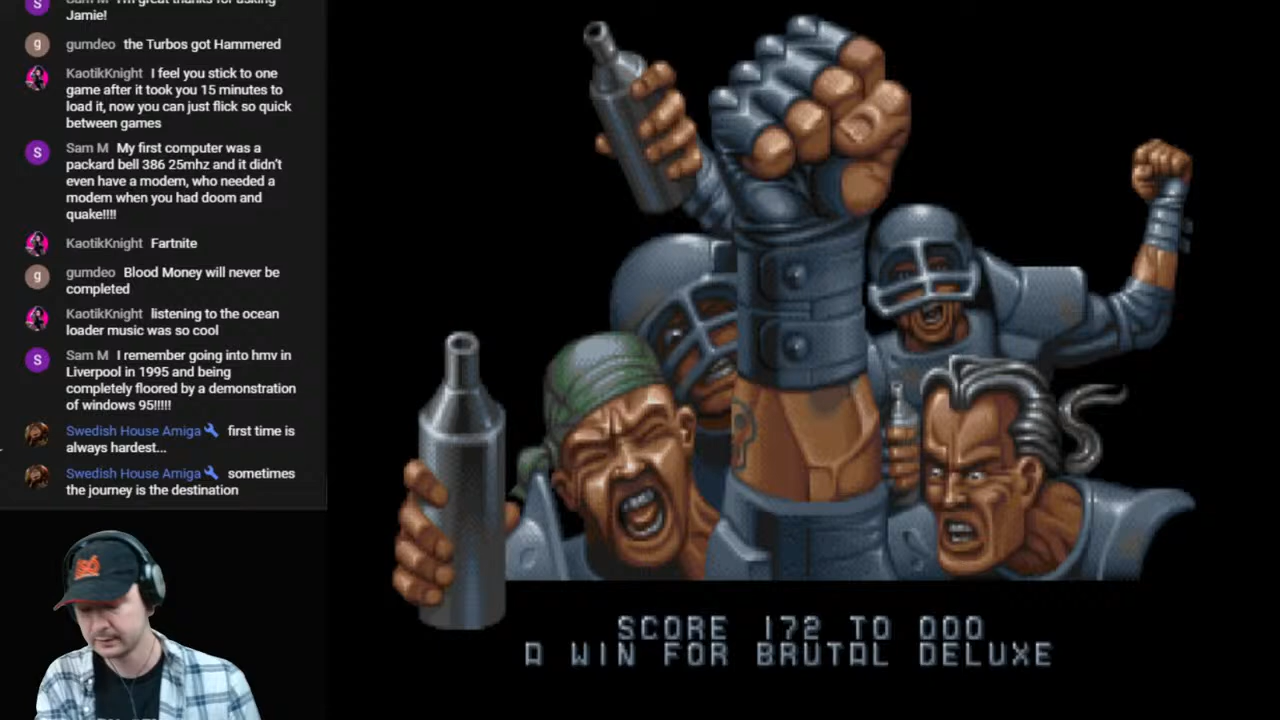 Sam M I'm great thanks for asking
Jamie!
gumdeo the Turbos got Hammered
KaotikKnight I feel you stick to one
game after it took you 15 minutes to
load it, now you can just flick so quick
between games
Sam M My first computer was a
packard bell 386 25mhz and it didn't
even have a modem, who needed a
modem when you had doom and
quake!!!!
KaotikKnight Fartnite
gumdeo Blood Money will never be
completed
KaotikKnight listening to the ocean
loader music was so cool
Sam M I remember going into hmv in
Liverpool in 1995 and being
completely floored by a demonstration
of windows 95!!!!!
Swedish House Amiga first time is
always hardest...
Swedish House Amiga sometimes
the journey is the destination
SCORE 172 TO 000
A WIN FOR BRUTAL DELUXE